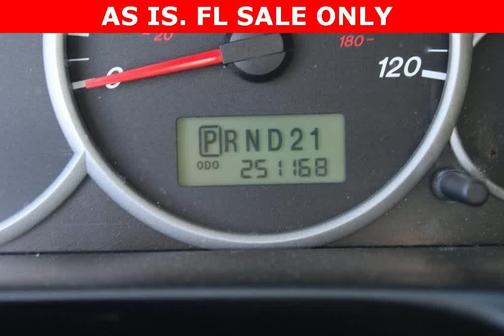 AS IS. FL SALE ONLY
20 180
0 120
PRND21
ODO 251168